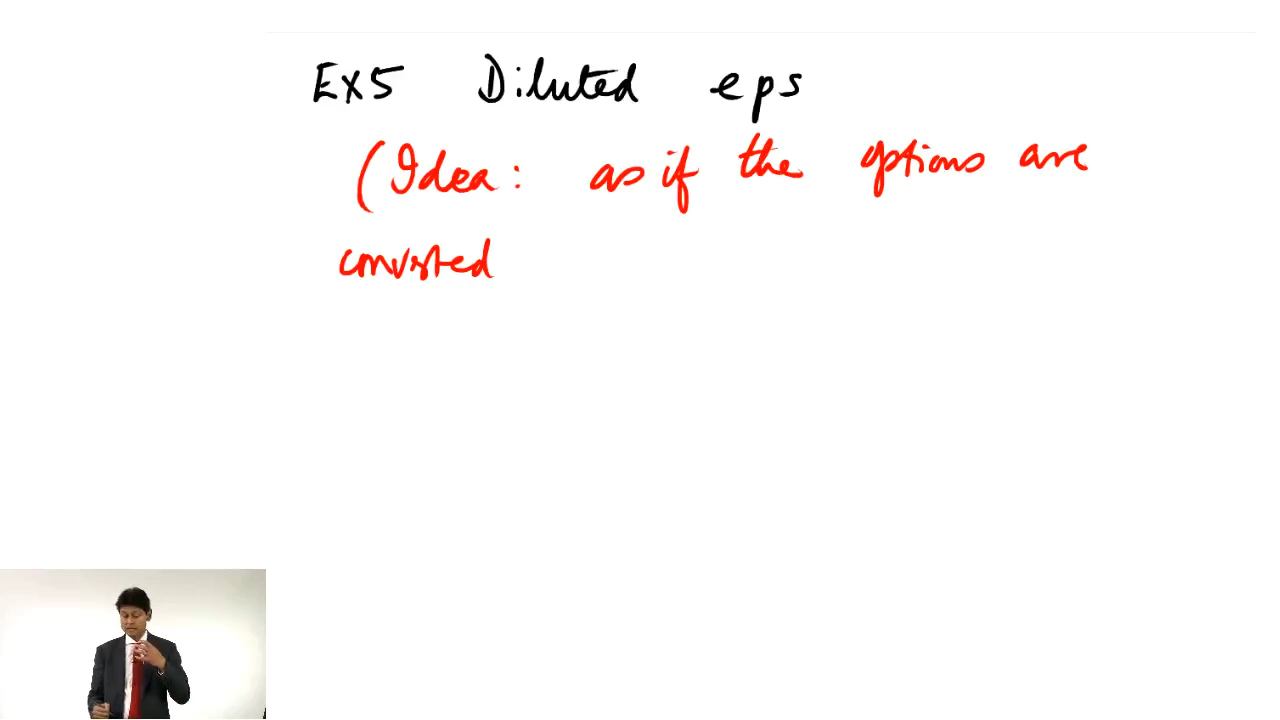 Ex5 Diluted eps
(Idea: as if the options are
converted